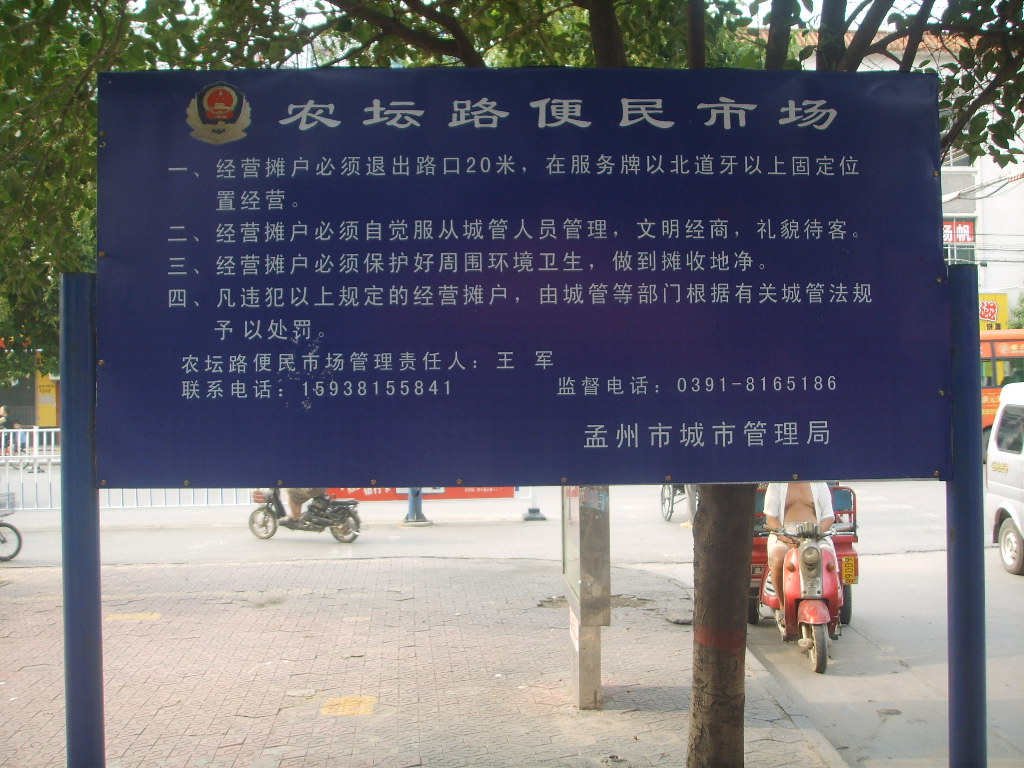 农坛路便民市场
一、经营摊户必须退出路口20米，在服务牌以北道牙以上固定位
置经营。
二、经营摊户必须自觉服从城管人员管理，文明经商，礼貌待客。
三、经营摊户必须保护好周围环境卫生，做到摊收地净。
四、凡违犯以上规定的经营摊户，由城管等部门根据有关城管法规
予以处罚。
农坛路便民市场管理责任人：王 军
联系电话：15938155841
监督电话：0391-8165186
孟州市城市管理局